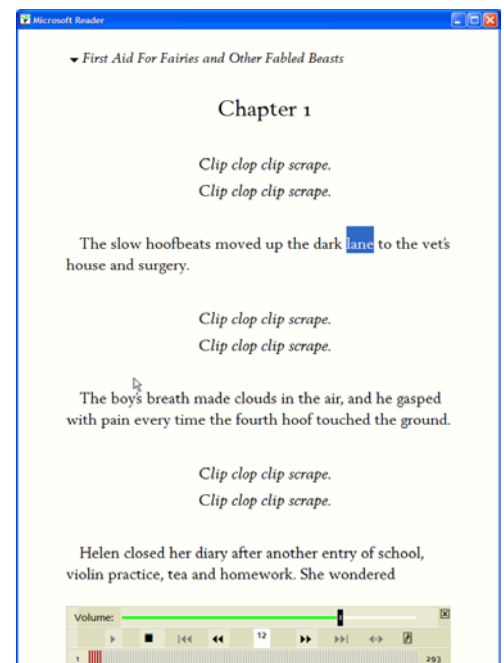 Microsoft Reader
First Aid For Fairies and Other Fabled Beasts
Chapter 1
Clip clop clip scrape.
Clip clop clip scrape.
The slow hoofbeats moved up the dark lane to the vet's
house and surgery.
Clip clop clip scrape.
Clip clop clip scrape.
The boy's breath made clouds in the air, and he gasped
with pain every time the fourth hoof touched the ground.
Clip clop clip scrape.
Clip clop clip scrape.
Helen closed her diary after another entry of school,
violin practice, tea and homework. She wondered
Volume:
12
1 293